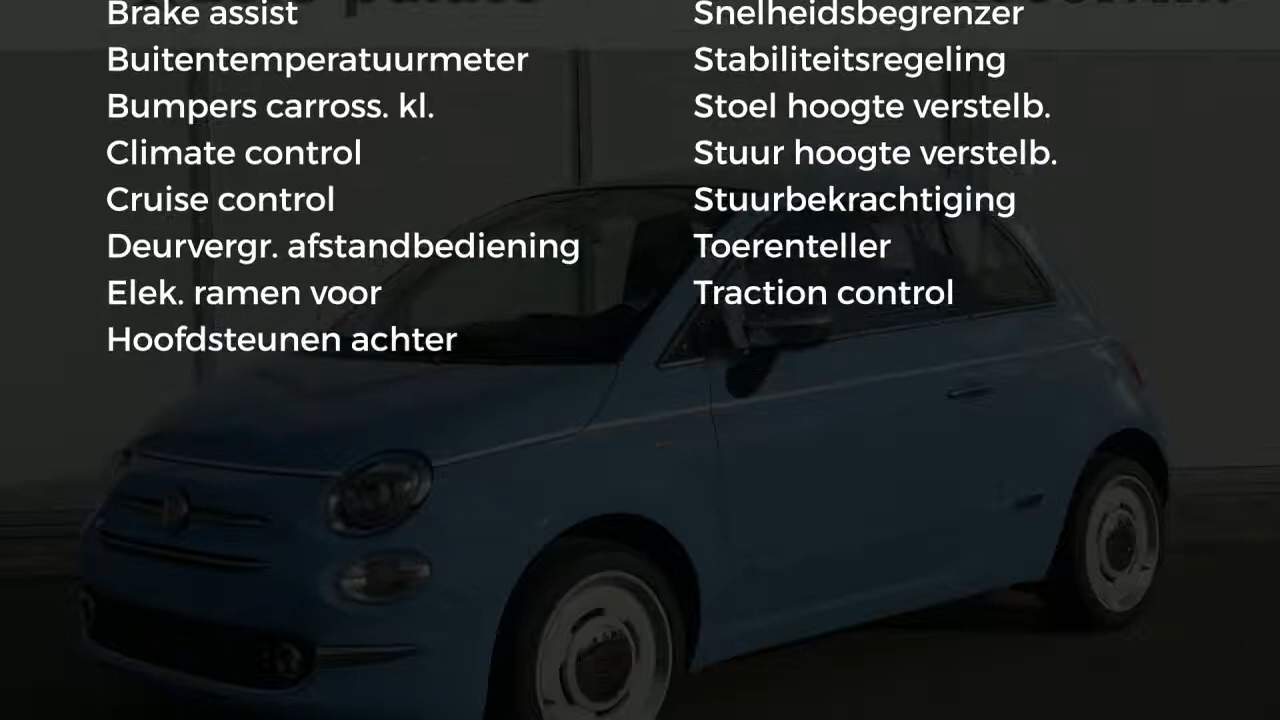 Brake assist
Buitentemperatuurmeter
Bumpers carross. kl.
Climate control
Cruise control
Deurvergr. afstandbediening
Elek. ramen voor
Hoofdsteunen achter
Snelheidsbegrenzer
Stabiliteitsregeling
Stoel hoogte verstelb.
Stuur hoogte verstelb.
Stuurbekrachtiging
Toerenteller
Traction control